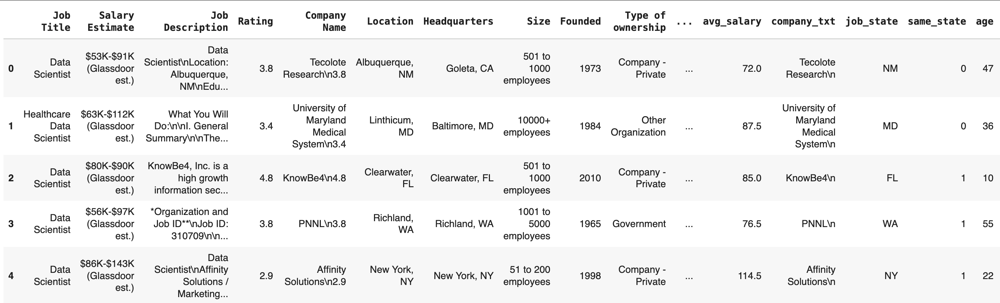 Job Title Salary Estimate Job Description Rating Company Name Location Headquarters Size Founded Type of ownership ... avg_salary company_txt job_state same_state age
0 Data Scientist $53K-$91K (Glassdoor est.) Data Scientist\nLocation: Albuquerque, NM\nEdu... 3.8 Tecolote Research\n3.8 Albuquerque, NM Goleta, CA 501 to 1000 employees 1973 Company - Private ... 72.0 Tecolote Research\n NM 0 47
1 Healthcare Data Scientist $63K-$112K (Glassdoor est.) What You Will Do:\n\nI. General Summary\n\nThe... 3.4 University of Maryland Medical System\n3.4 Linthicum, MD Baltimore, MD 10000+ employees 1984 Other Organization ... 87.5 University of Maryland Medical System\n MD 0 36
2 Data Scientist $80K-$90K (Glassdoor est.) KnowBe4, Inc. is a high growth information sec... 4.8 KnowBe4\n4.8 Clearwater, FL Clearwater, FL 501 to 1000 employees 2010 Company - Private ... 85.0 KnowBe4\n FL 1 10
3 Data Scientist $56K-$97K (Glassdoor est.) *Organization and Job ID**\nJob ID: 310709\n\n... 3.8 PNNL\n3.8 Richland, WA Richland, WA 1001 to 5000 employees 1965 Government ... 76.5 PNNL\n WA 1 55
4 Data Scientist $86K-$143K (Glassdoor est.) Data Scientist\nAffinity Solutions / Marketing... 2.9 Affinity Solutions\n2.9 New York, NY New York, NY 51 to 200 employees 1998 Company - Private ... 114.5 Affinity Solutions\n NY 1 22